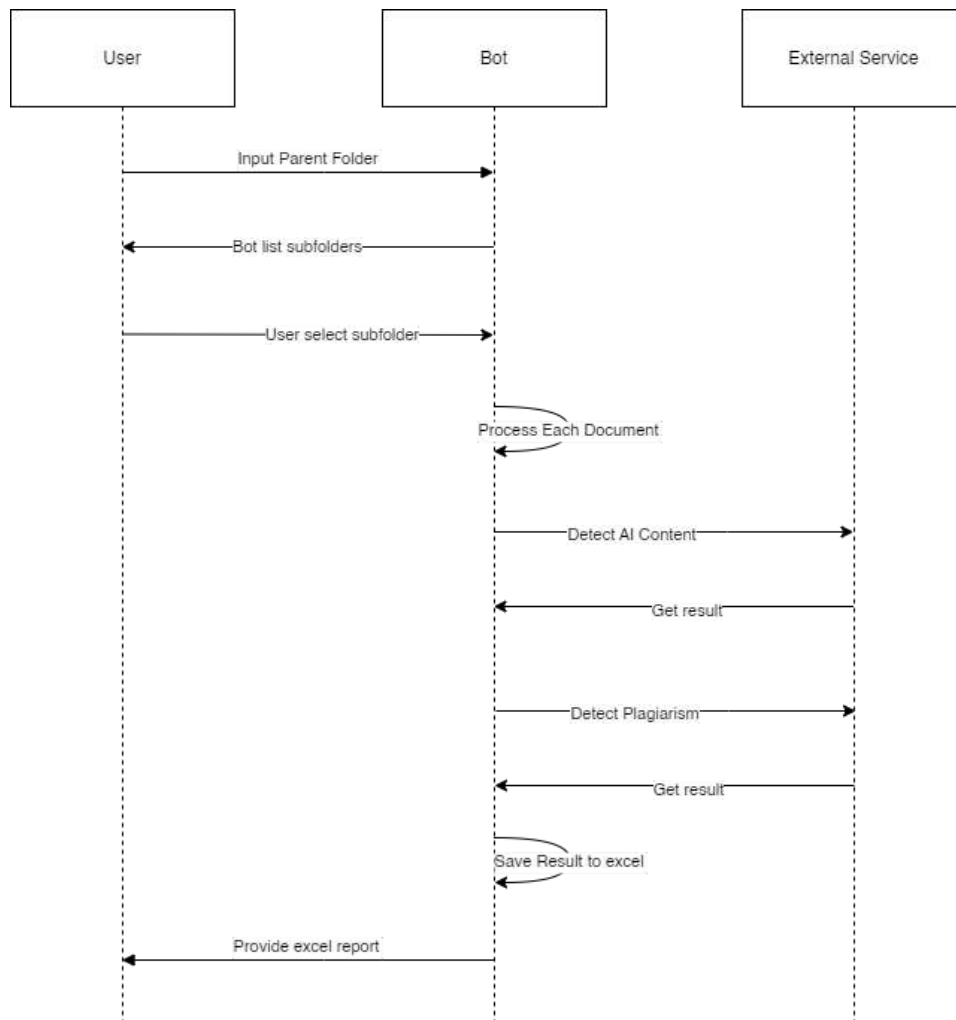 User
Bot
External Service
Input Parent Folder
Bot list subfolders
User select subfolder
Process Each Document
Detect AI Content
Get result
Detect Plagiarism
Get result
Save Result to excel
Provide excel report